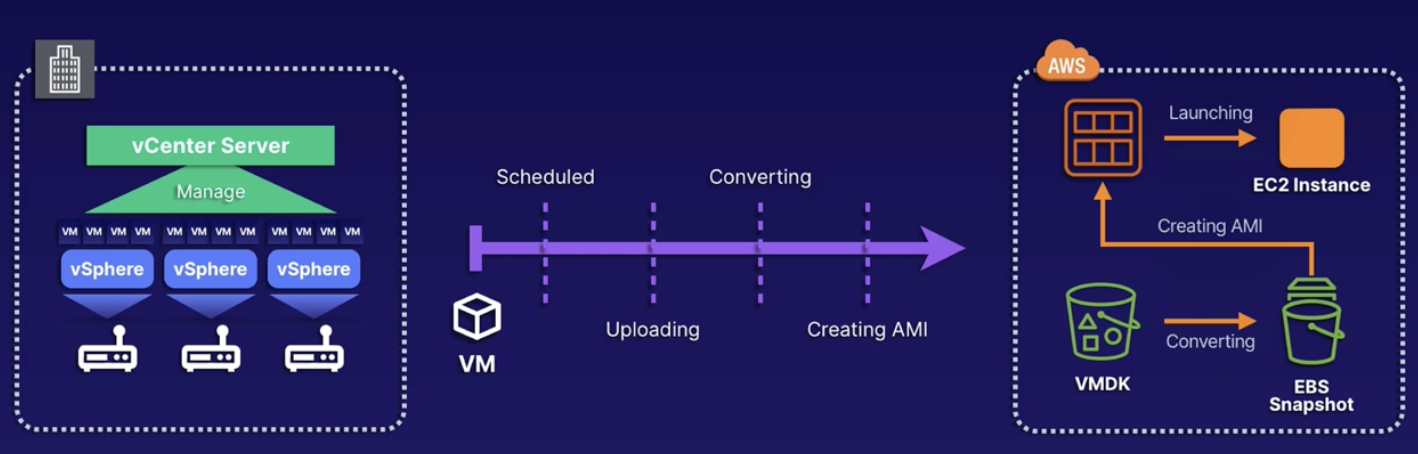 vCenter Server
Manage
VM VM VM VM VM VM VM VM VM VM VM VM
vSphere vSphere vSphere
Scheduled
Converting
Uploading
Creating AMI
VM
AWS
Launching
EC2 Instance
Creating AMI
Converting
VMDK
EBS
Snapshot